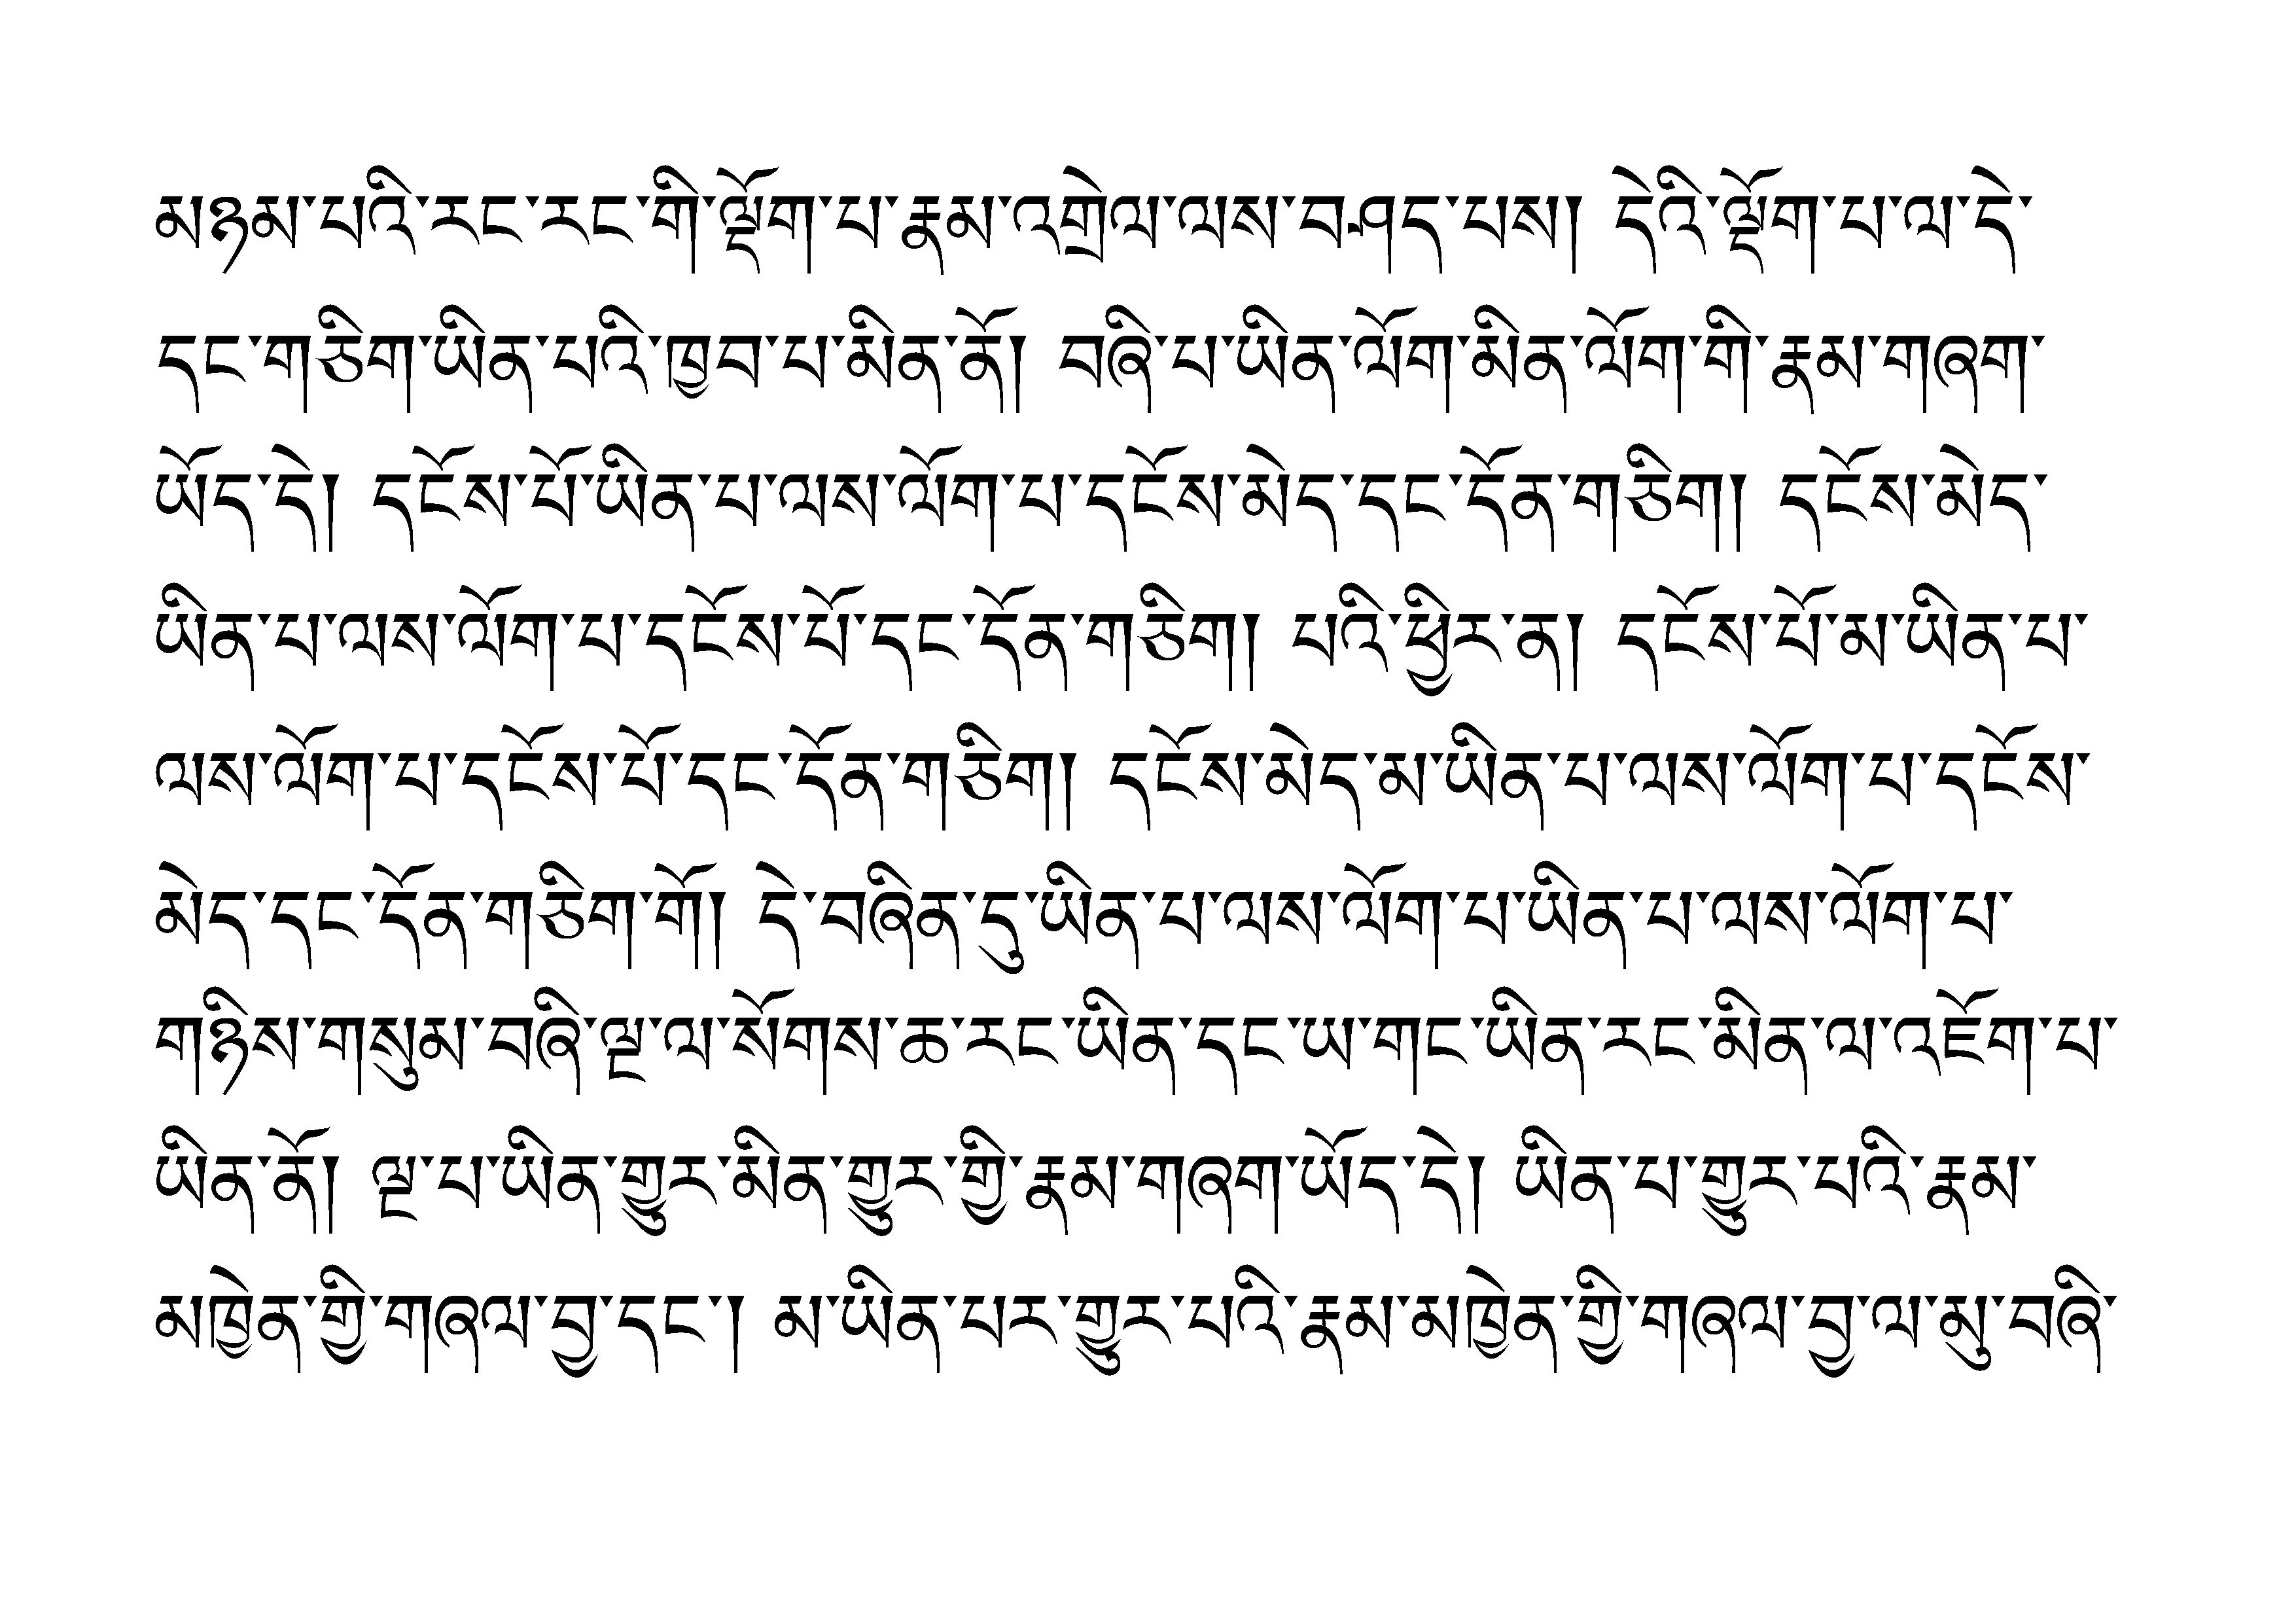 མཉམ་པའི་རང་རང་གི་ལྡོག་པ་རྣམ་འགྲེལ་ལས་བཤད་པས། དེའི་ལྡོག་པ་ལ་དེ་
དང་གཅིག་ཡིན་པའི་ཁྱབ་པ་མིན་ནོ། བཞི་པ་ཡིན་ལོག་མིན་ལོག་གི་རྣམ་གཞག་
ཡོད་དེ། དངོས་པོ་ཡིན་པ་ལས་ལོག་པ་དངོས་མེད་དང་དོན་གཅིག། དངོས་མེད་
ཡིན་པ་ལས་ལོག་པ་དངོས་པོ་དང་དོན་གཅིག། པའི་ཕྱིར་ན། དངོས་པོ་མ་ཡིན་པ་
ལས་ལོག་པ་དངོས་པོ་དང་དོན་གཅིག། དངོས་མེད་མ་ཡིན་པ་ལས་ལོག་པ་དངོས་
མེད་དང་དོན་གཅིག་གོ། དེ་བཞིན་དུ་ཡིན་པ་ལས་ལོག་པ་ཡིན་པ་ལས་ལོག་པ་
གཉིས་གསུམ་བཞི་ལྔ་ལ་སོགས་ཆ་རང་ཡིན་དང་ཡ་གང་ཡིན་རང་མིན་ལ་འཇོག་པ་
ཡིན་ནོ། ལྔ་པ་ཡིན་གྱུར་མིན་གྱུར་གྱི་རྣམ་གཞག་ཡོད་དེ། ཡིན་པ་གྱུར་པའི་རྣམ་
མཁྱེན་གྱི་གཞལ་བྱ་དང་། མ་ཡིན་པར་གྱུར་པའི་རྣམ་མཁྱེན་གྱི་གཞལ་བྱ་ལ་མུ་བཞི་